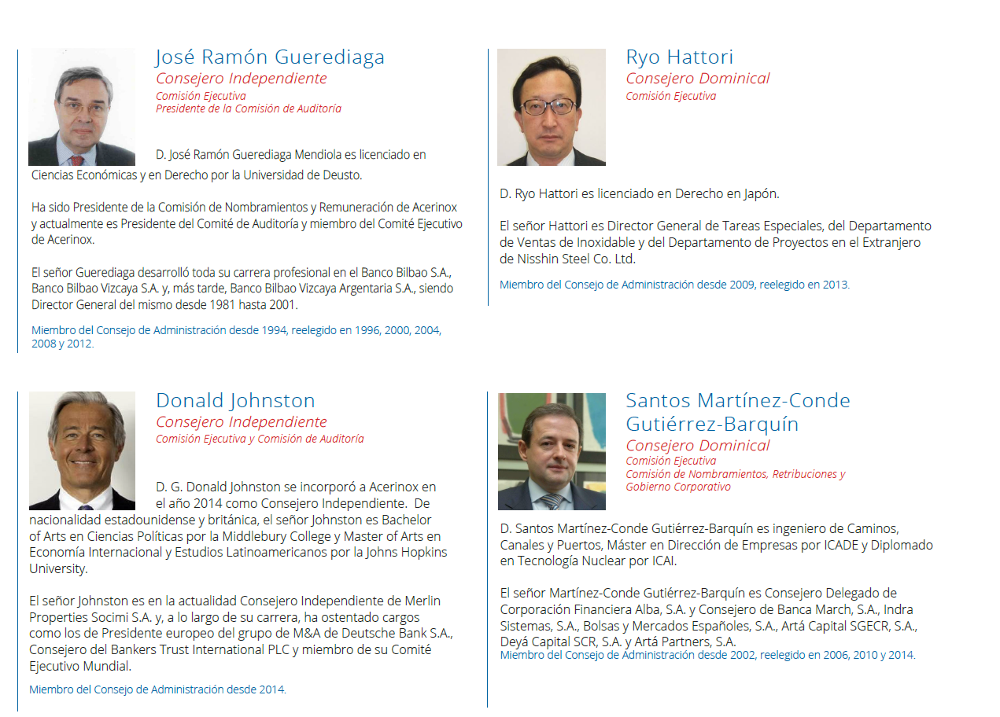 José Ramón Guerediaga
Consejero Independiente
Comisión Ejecutiva
Presidente de la Comisión de Auditoría
D. José Ramón Guerediaga Mendiola es licenciado en
Ciencias Económicas y en Derecho por la Universidad de Deusto.
Ha sido Presidente de la Comisión de Nombramientos y Remuneración de Acerinox
y actualmente es Presidente del Comité de Auditoría y miembro del Comité Ejecutivo
de Acerinox.
El señor Guerediaga desarrolló toda su carrera profesional en el Banco Bilbao S.A.,
Banco Bilbao Vizcaya S.A. y, más tarde, Banco Bilbao Vizcaya Argentaria S.A., siendo
Director General del mismo desde 1981 hasta 2001.
Miembro del Consejo de Administración desde 1994, reelegido en 1996, 2000, 2004,
2008 y 2012.
Ryo Hattori
Consejero Dominical
Comisión Ejecutiva
D. Ryo Hattori es licenciado en Derecho en Japón.
El señor Hattori es Director General de Tareas Especiales, del Departamento
de Ventas de Inoxidable y del Departamento de Proyectos en el Extranjero
de Nisshin Steel Co. Ltd.
Miembro del Consejo de Administración desde 2009, reelegido en 2013.
Donald Johnston
Consejero Independiente
Comisión Ejecutiva y Comisión de Auditoría
D. G. Donald Johnston se incorporó a Acerinox en
el año 2014 como Consejero Independiente.  De
nacionalidad estadounidense y británica, el señor Johnston es Bachelor
of Arts en Ciencias Políticas por la Middlebury College y Master of Arts en
Economía Internacional y Estudios Latinoamericanos por la Johns Hopkins
University.
El señor Johnston es en la actualidad Consejero Independiente de Merlin
Properties Socimi S.A. y, a lo largo de su carrera, ha ostentado cargos
como los de Presidente europeo del grupo de M&A de Deutsche Bank S.A.,
Consejero del Bankers Trust International PLC y miembro de su Comité
Ejecutivo Mundial.
Miembro del Consejo de Administración desde 2014.
Santos Martínez-Conde
Gutiérrez-Barquín
Consejero Dominical
Comisión Ejecutiva
Comisión de Nombramientos, Retribuciones y
Gobierno Corporativo
D. Santos Martínez-Conde Gutiérrez-Barquín es ingeniero de Caminos,
Canales y Puertos, Máster en Dirección de Empresas por ICADE y Diplomado
en Tecnología Nuclear por ICAI.
El señor Martínez-Conde Gutiérrez-Barquín es Consejero Delegado de
Corporación Financiera Alba, S.A. y Consejero de Banca March, S.A., Indra
Sistemas, S.A., Bolsas y Mercados Españoles, S.A., Artá Capital SGECR, S.A.,
Deyá Capital SCR, S.A. y Artá Partners, S.A.
Miembro del Consejo de Administración desde 2002, reelegido en 2006, 2010 y 2014.